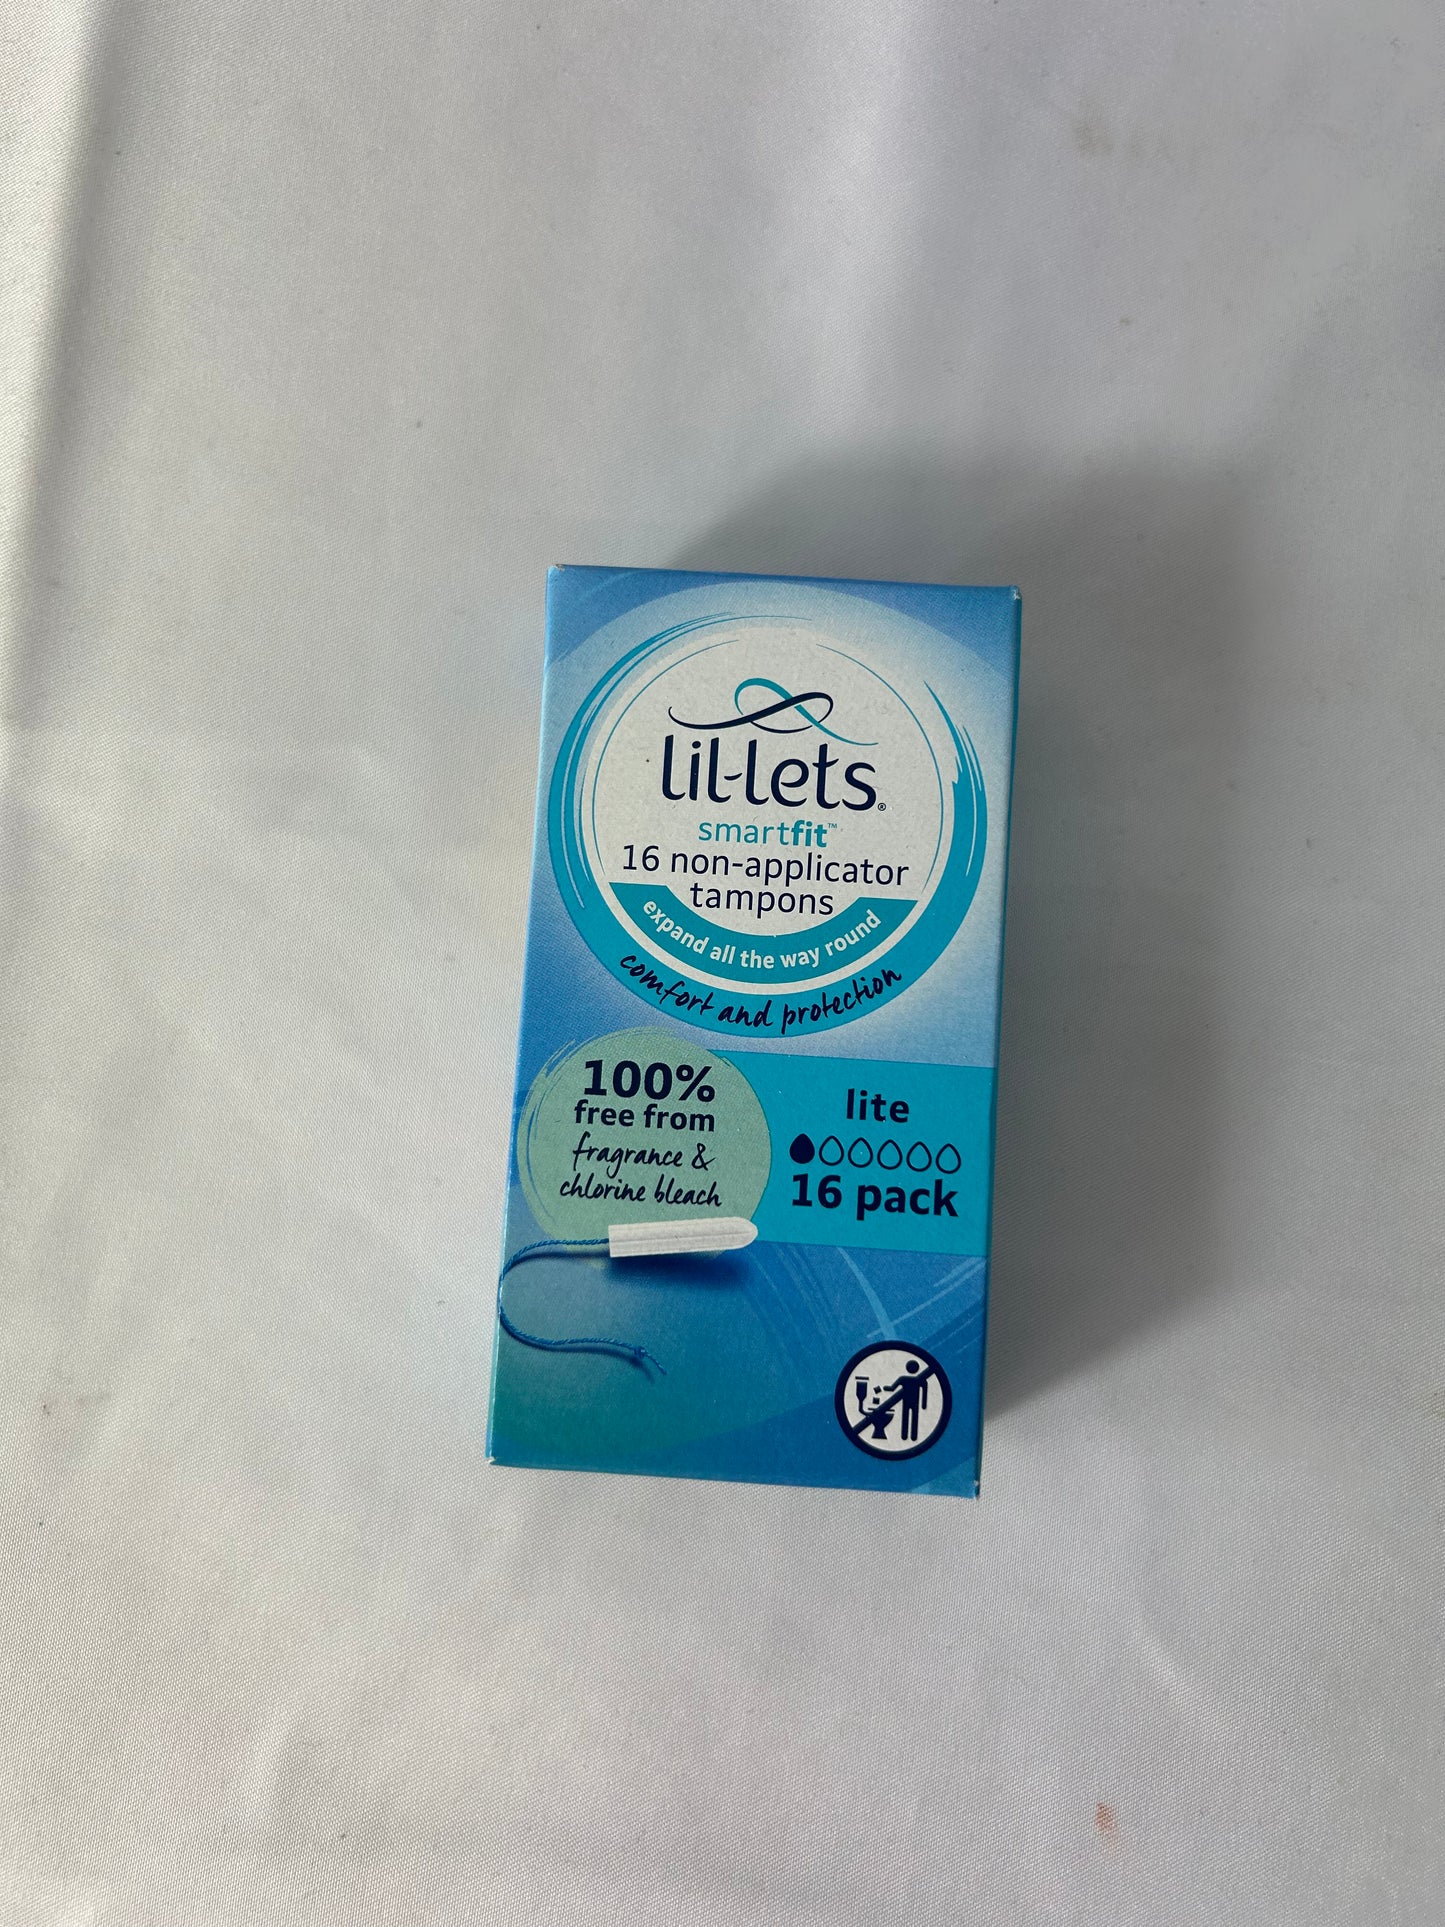 lil-lets®
smartfit™
16 non-applicator
tampons
expand all the way round
comfort and protection
100%
free from
fragrance &
chlorine bleach
lite
16 pack